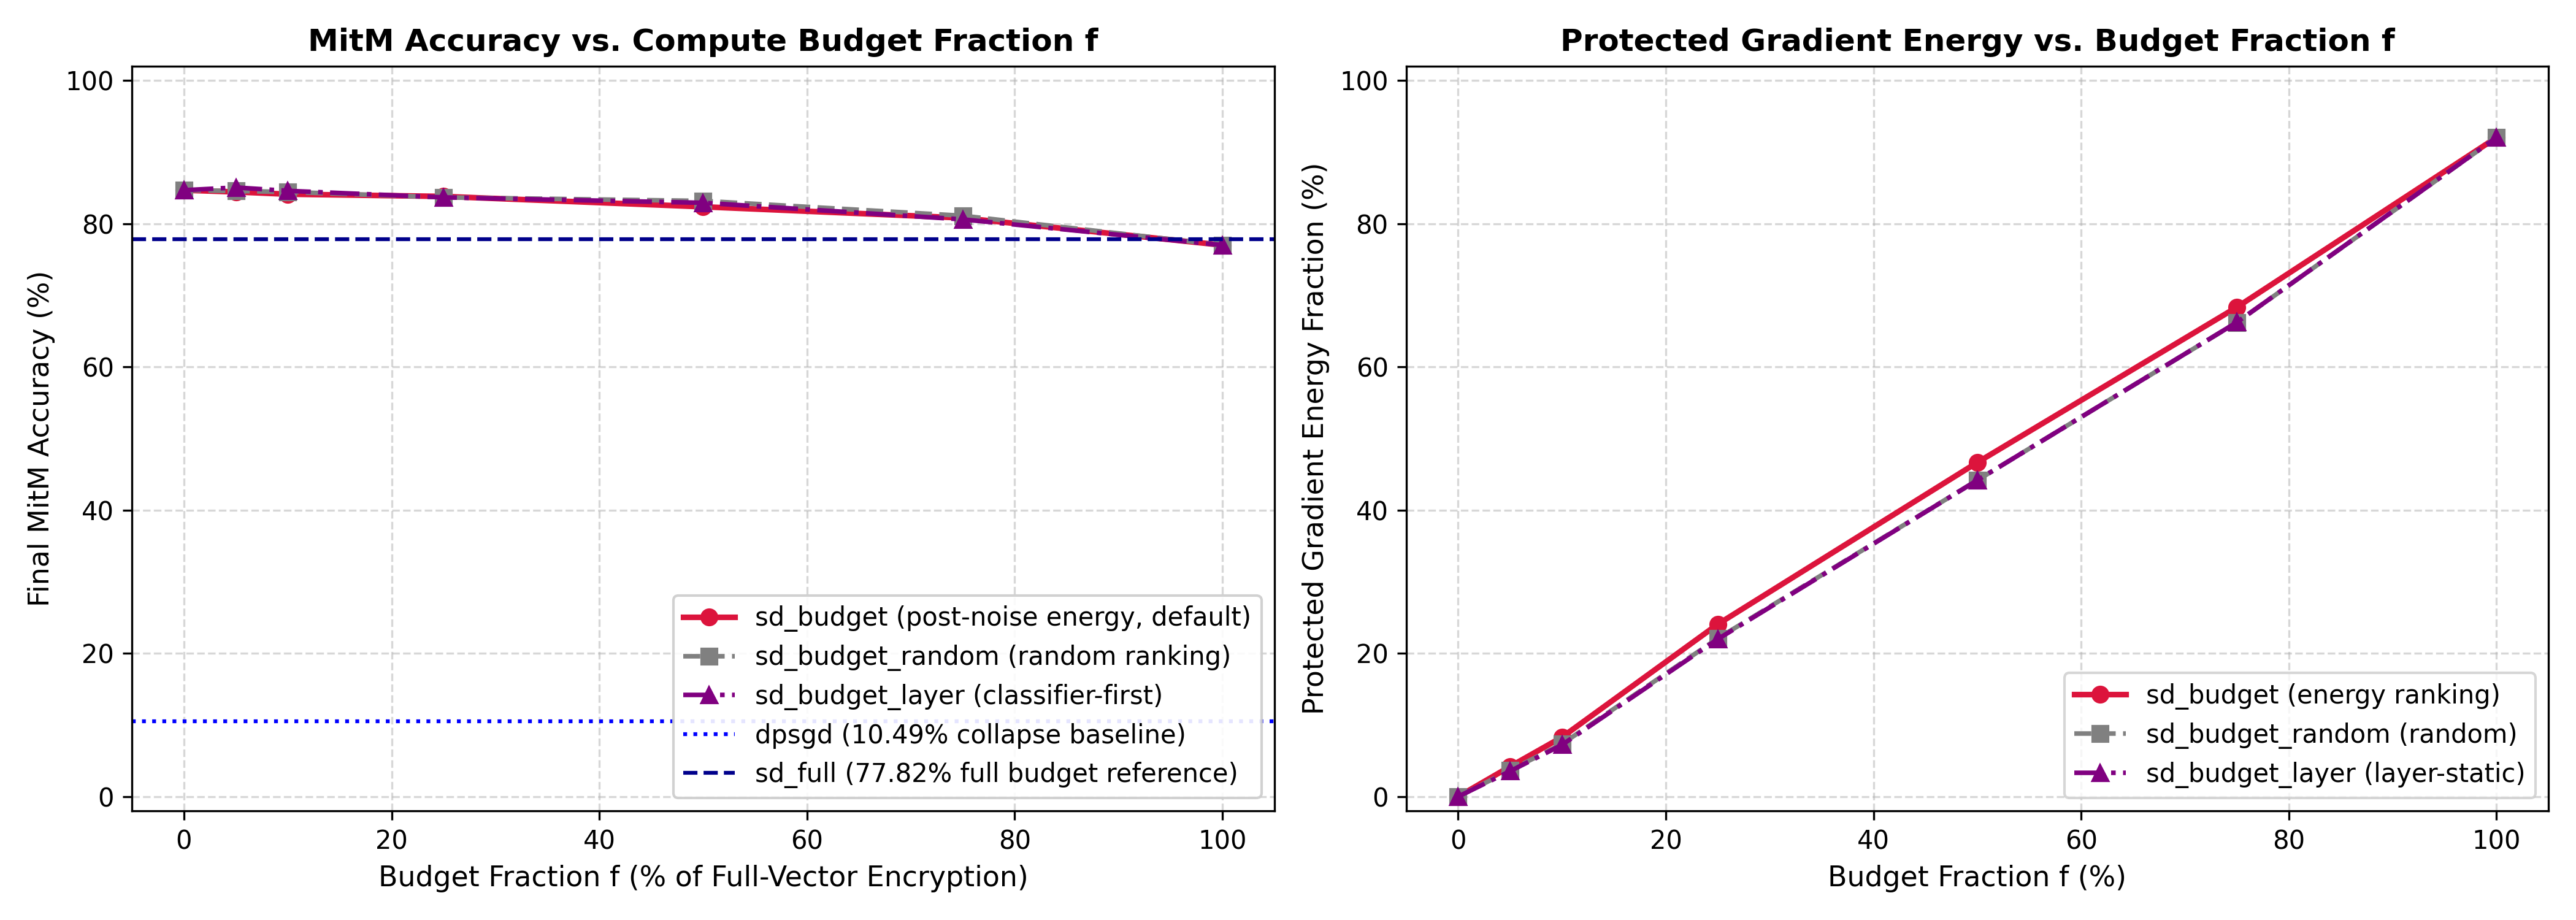 MitM Accuracy vs. Compute Budget Fraction f
100
80
60
40
20
0
Final MitM Accuracy (%)
sd_budget (post-noise energy, default)
sd_budget_random (random ranking)
sd_budget_layer (classifier-first)
dpsgd (10.49% collapse baseline)
sd_full (77.82% full budget reference)
0 20 40 60 80 100
Budget Fraction f (% of Full-Vector Encryption)
Protected Gradient Energy vs. Budget Fraction f
100
80
60
40
20
0
Protected Gradient Energy Fraction (%)
sd_budget (energy ranking)
sd_budget_random (random)
sd_budget_layer (layer-static)
0 20 40 60 80 100
Budget Fraction f (%)